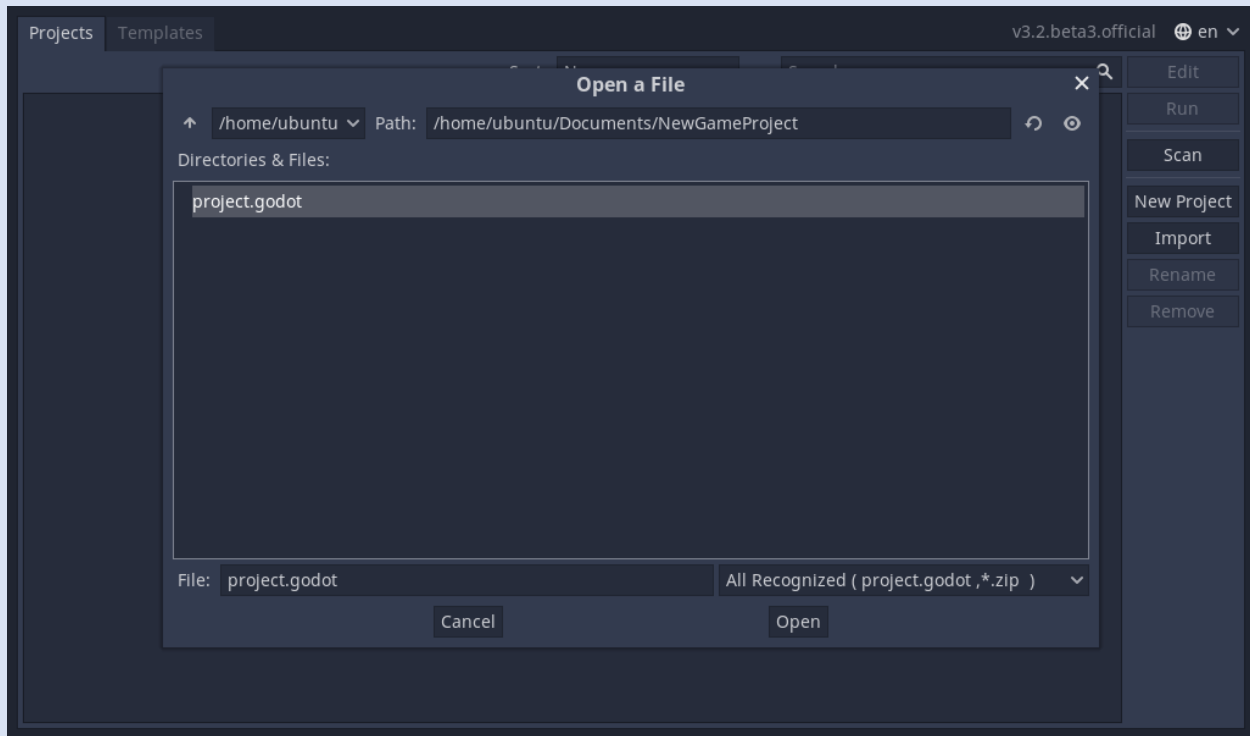 Projects Templates v3.2.beta3.official en
Open a File Edit
Run
/home/ubuntu Path: /home/ubuntu/Documents/NewGameProject
Directories & Files: Scan
project.godot New Project
Import
Rename
Remove
File: project.godot All Recognized ( project.godot ,*.zip )
Cancel Open